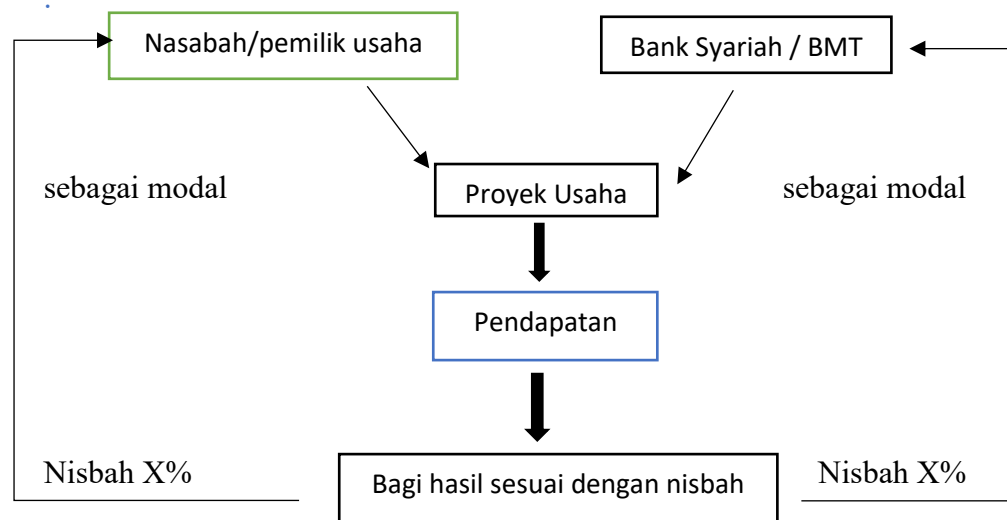 Nasabah/pemilik usaha
Bank Syariah / BMT
sebagai modal
Proyek Usaha
sebagai modal
Pendapatan
Nisbah X%
Bagi hasil sesuai dengan nisbah
Nisbah X%